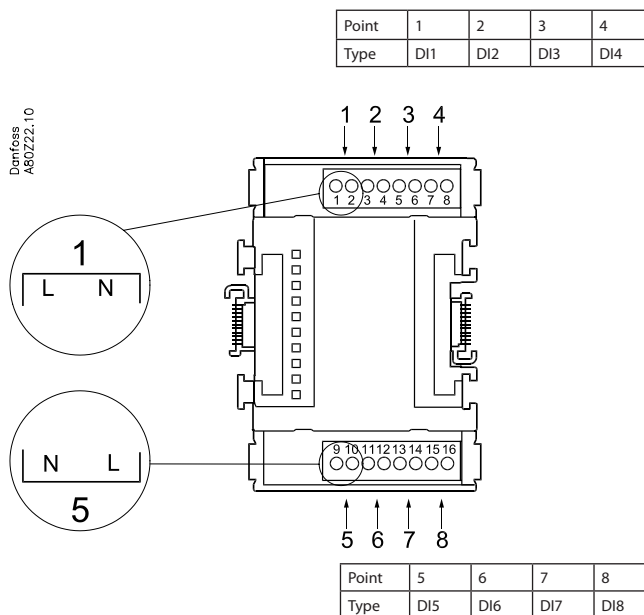 Point 1 2 3 4
Type DI1 DI2 DI3 DI4
Danfoss
A80Z22.10
1 2 3 4
1 2 3 4 5 6 7 8
1
L N
9 10 11 12 13 14 15 16
N L
5
5 6 7 8
Point 5 6 7 8
Type DI5 DI6 DI7 DI8